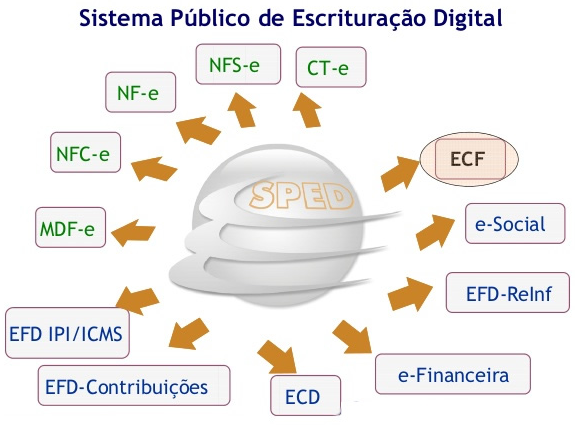 Sistema Público de Escrituração Digital
NFS-e
CT-e
NF-e
NFC-e
ECF
SPED
MDF-e
e-Social
EFD-ReInf
EFD IPI/ICMS
EFD-Contribuições
ECD
e-Financeira